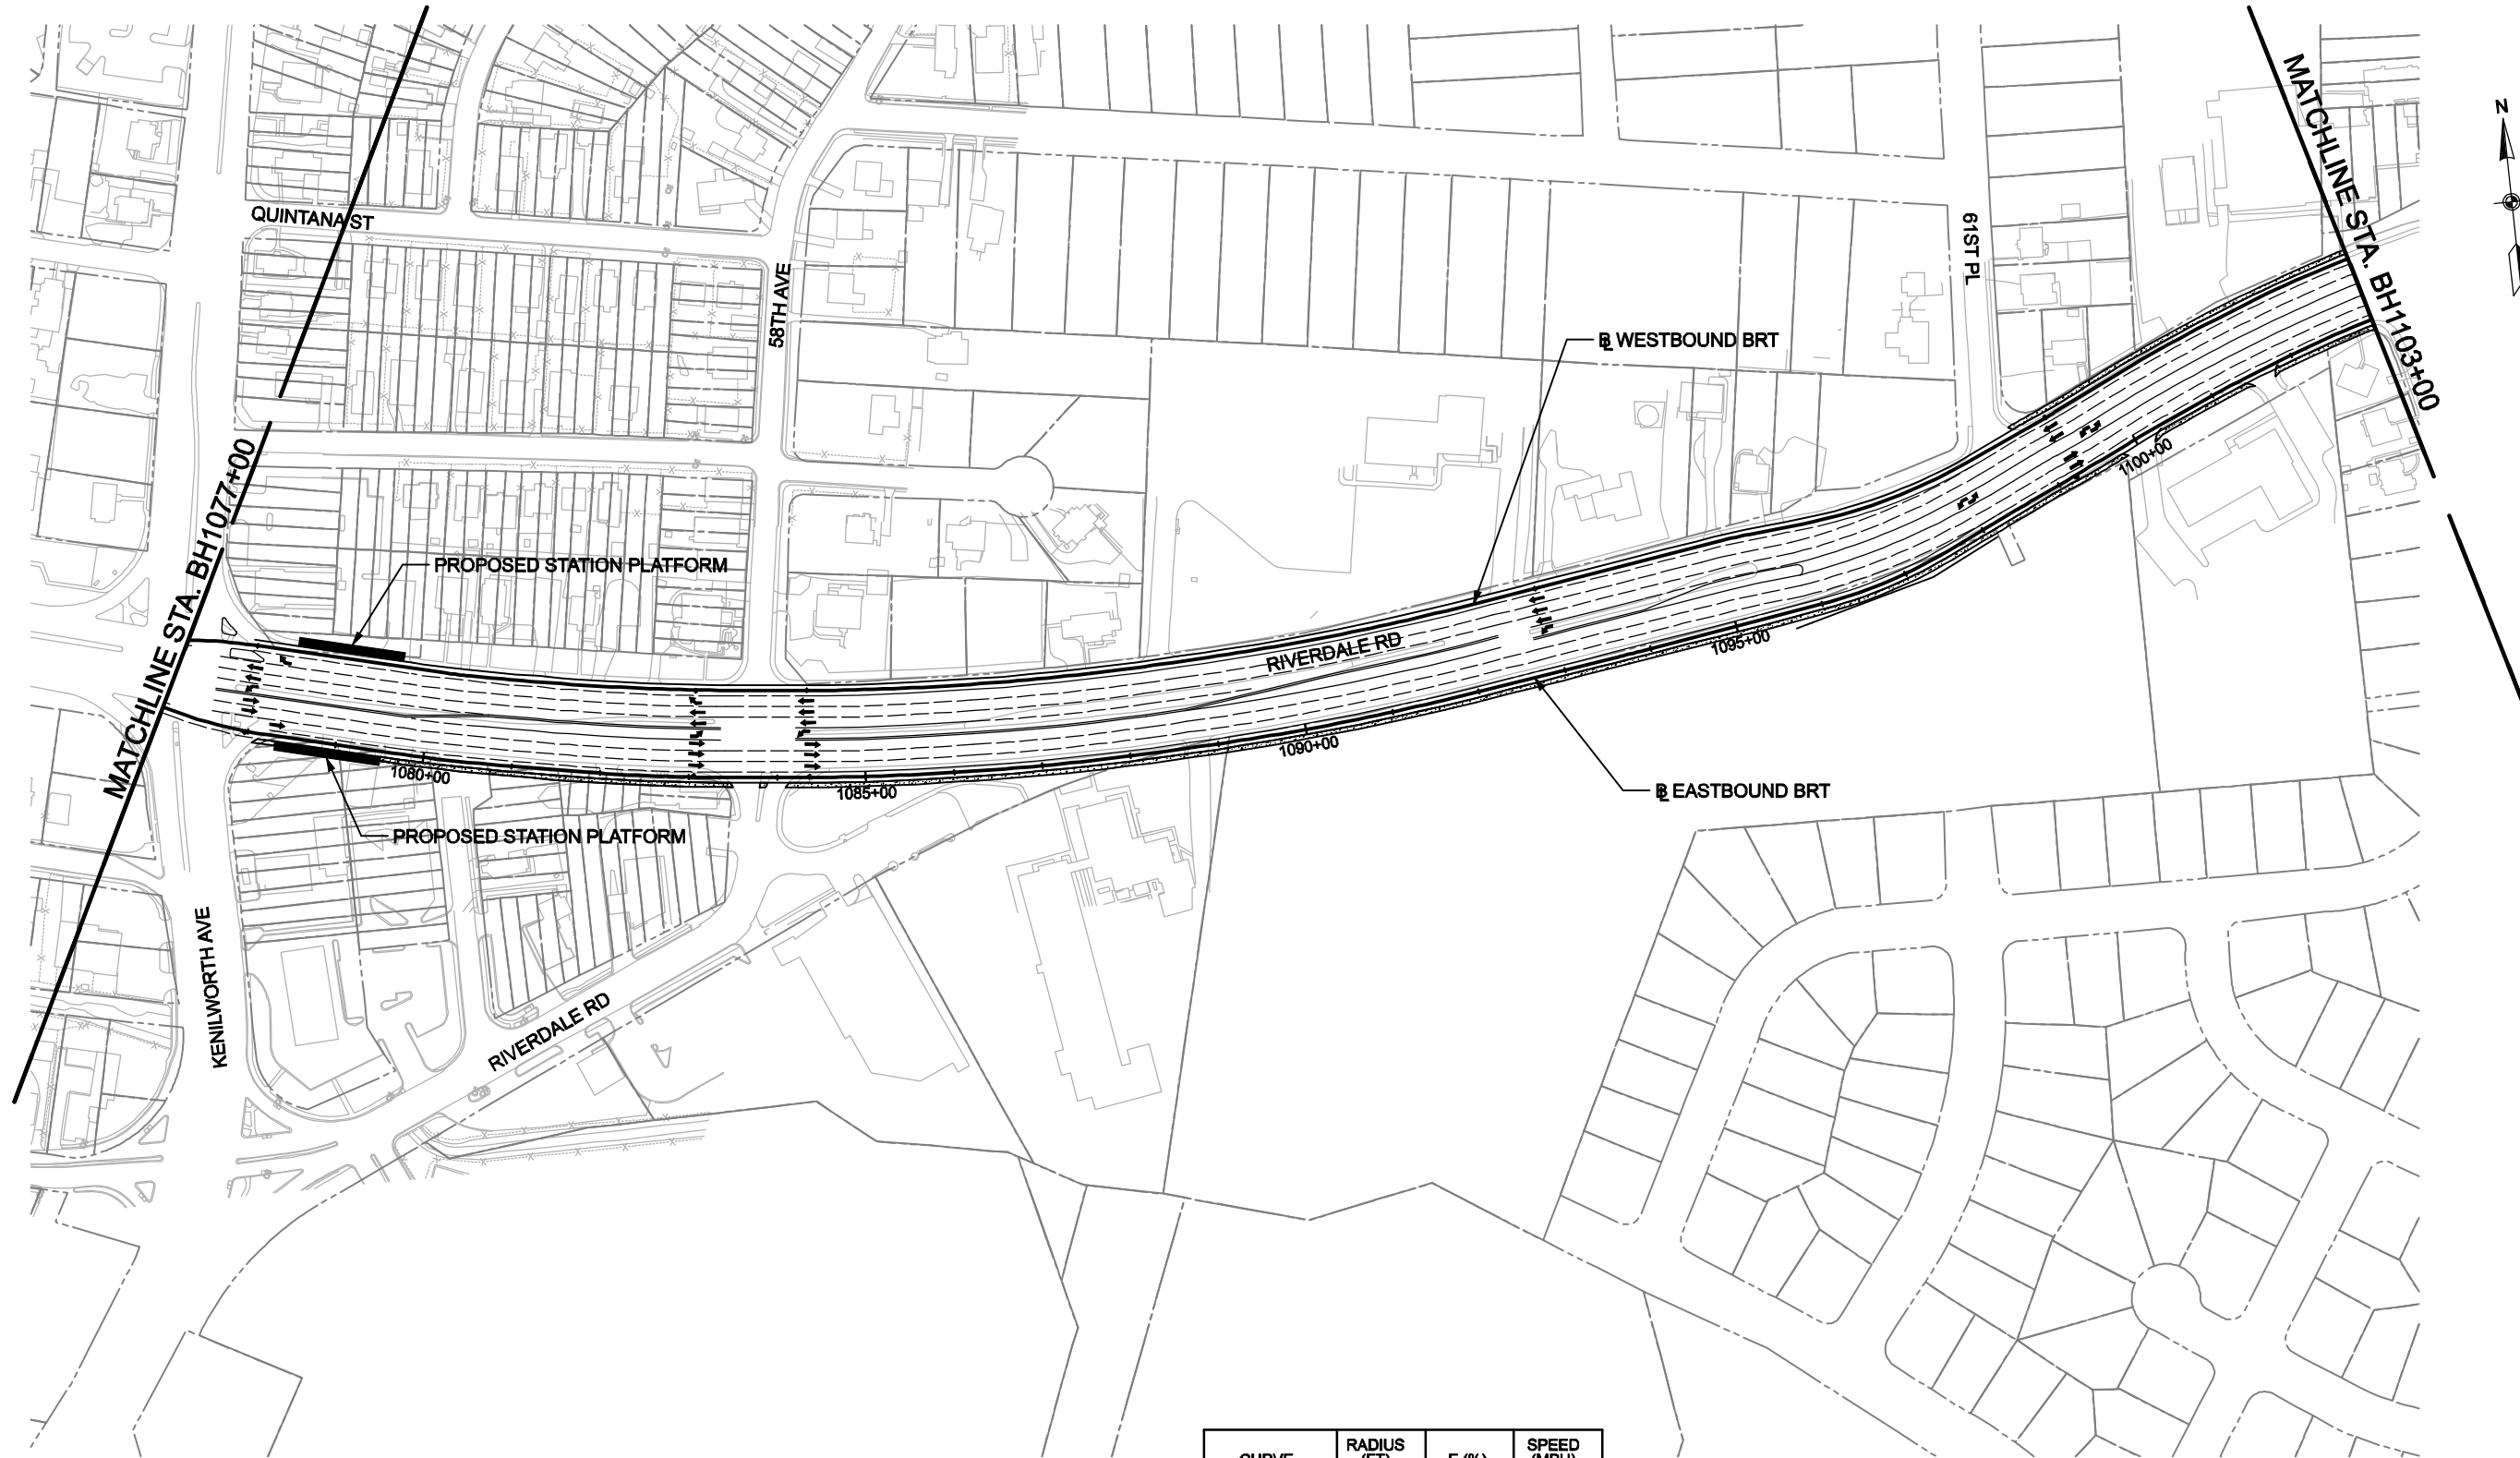 N
MATCHLINE STA. BH1103+00
QUINTANA ST
61ST PL
58TH AVE
B WESTBOUND BRT
MATCHLINE STA. BH1077+00
1100+00
PROPOSED STATION PLATFORM
RIVERDALE RD
1095+00
1090+00
1080+00
1085+00
B EASTBOUND BRT
PROPOSED STATION PLATFORM
KENILWORTH AVE
RIVERDALE RD
RADIUS
SPEED